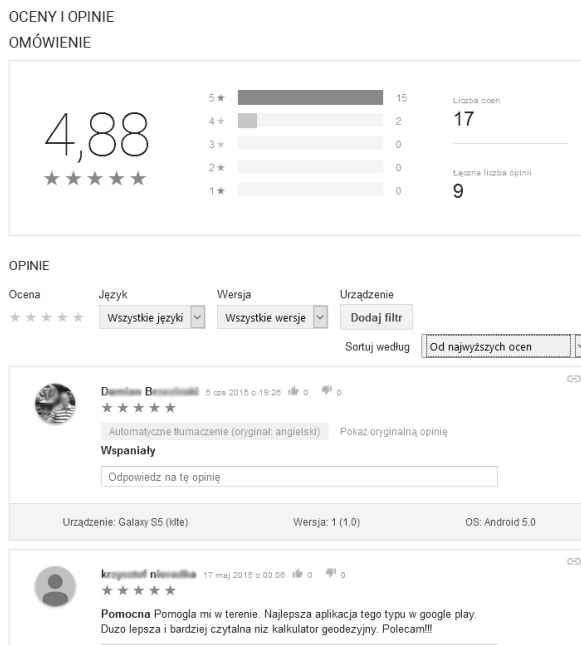 OCENY I OPINIE
OMÓWIENIE
4,88
5★ 15
4★ 2
3★ 0
2★ 0
1★ 0
Liczba ocen
17
Łączna liczba opinii
9
OPINIE
Ocena Język Wersja Urządzenie
Wszystkie języki Wszystkie wersje Dodaj filtr
Sortuj według Od najwyższych ocen
6 cze 2015 o 19:26 0 0
Automatyczne tłumaczenie (oryginał: angielski) Pokaż oryginalną opinię
Wspaniały
Odpowiedz na tę opinię
Urządzenie: Galaxy S5 (klte) Wersja: 1 (1.0) OS: Android 5.0
17 maj 2015 o 00:06 0 0
Pomocna Pomogla mi w terenie. Najlepsza aplikacja tego typu w google play.
Duzo lepsza i bardziej czytalna niz kalkulator geodezyjny. Polecam!!!